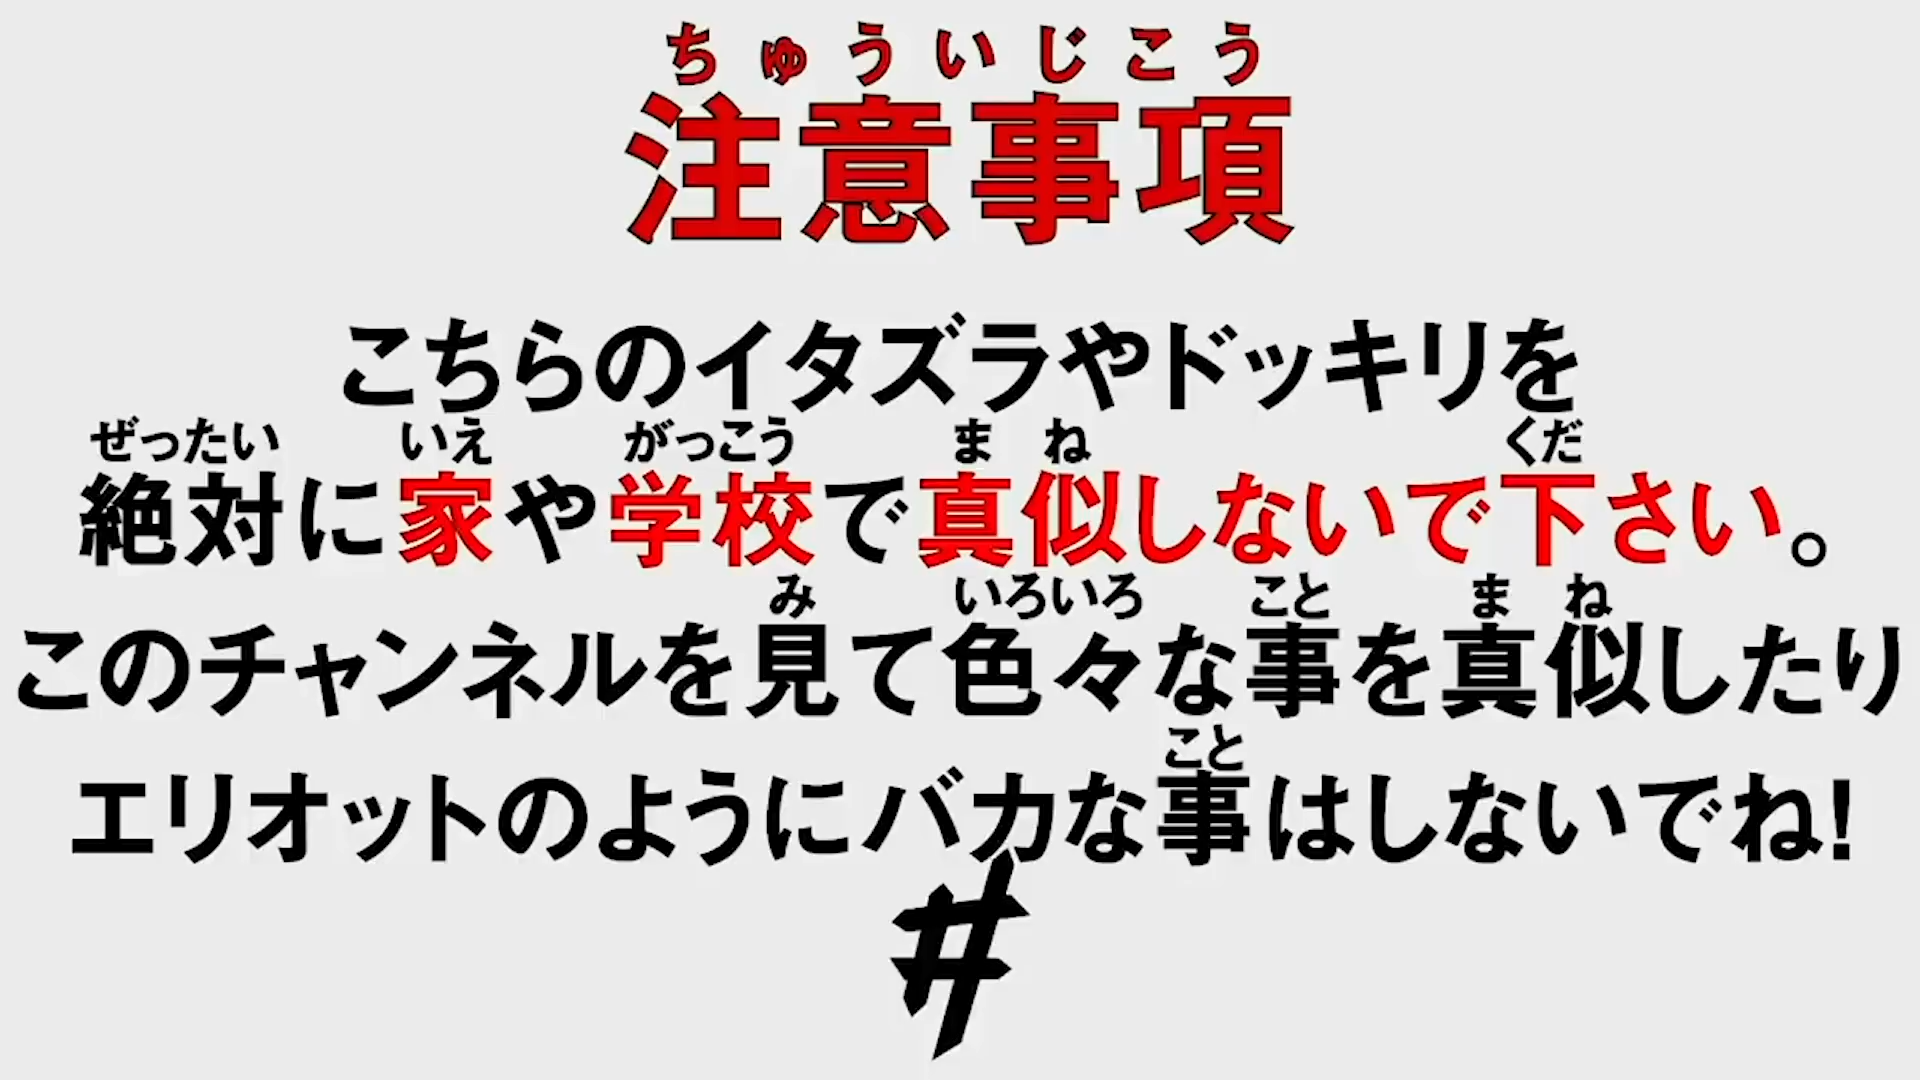 ちゅういじこう
注意事項
こちらのイタズラやドッキリを
ぜったい いえ がっこう まね くだ
絶対に家や学校で真似しないで下さい。
み いろいろ こと まね
このチャンネルを見て色々な事を真似したり
こと
エリオットのようにバカな事はしないでね!
#